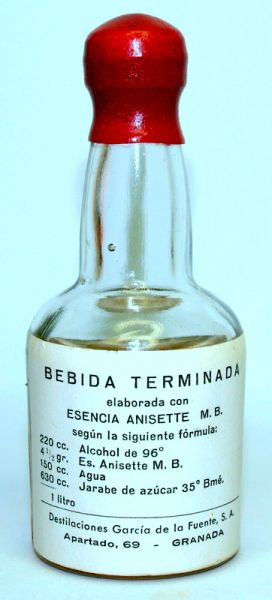 BEBIDA TERMINADA
elaborada con
ESENCIA ANISETTE M. B.
según la siguiente fórmula:
220 cc. Alcohol de 96°
4 1/2 gr. Es. Anisette M. B.
150 cc. Agua
630 cc. Jarabe de azúcar 35° Bmé.
1 litro
Destilaciones García de la Fuente, S. A.
Apartado, 69 - GRANADA